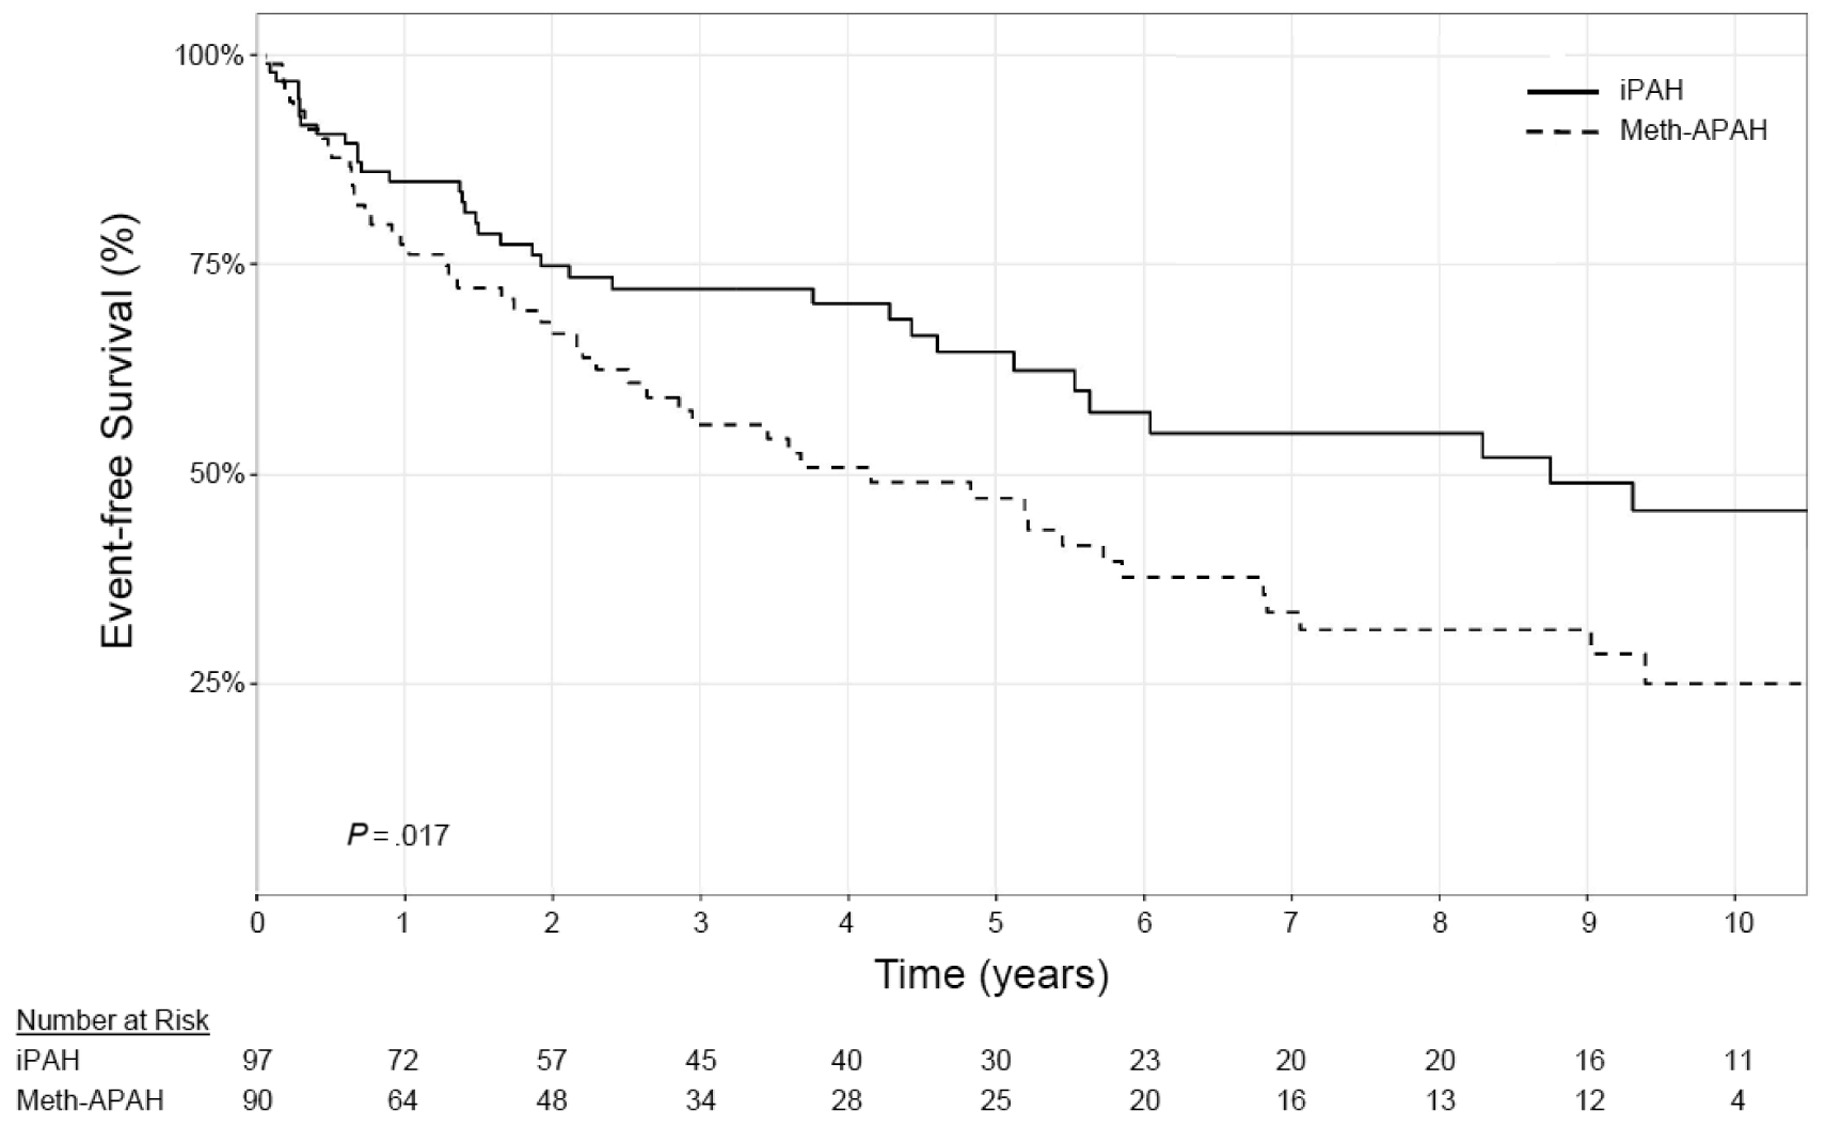 100%
75%
50%
25%
Event-free Survival (%)
iPAH
Meth-APAH
P = .017
0 1 2 3 4 5 6 7 8 9 10
Time (years)
Number at Risk
iPAH 97 72 57 45 40 30 23 20 20 16 11
Meth-APAH 90 64 48 34 28 25 20 16 13 12 4